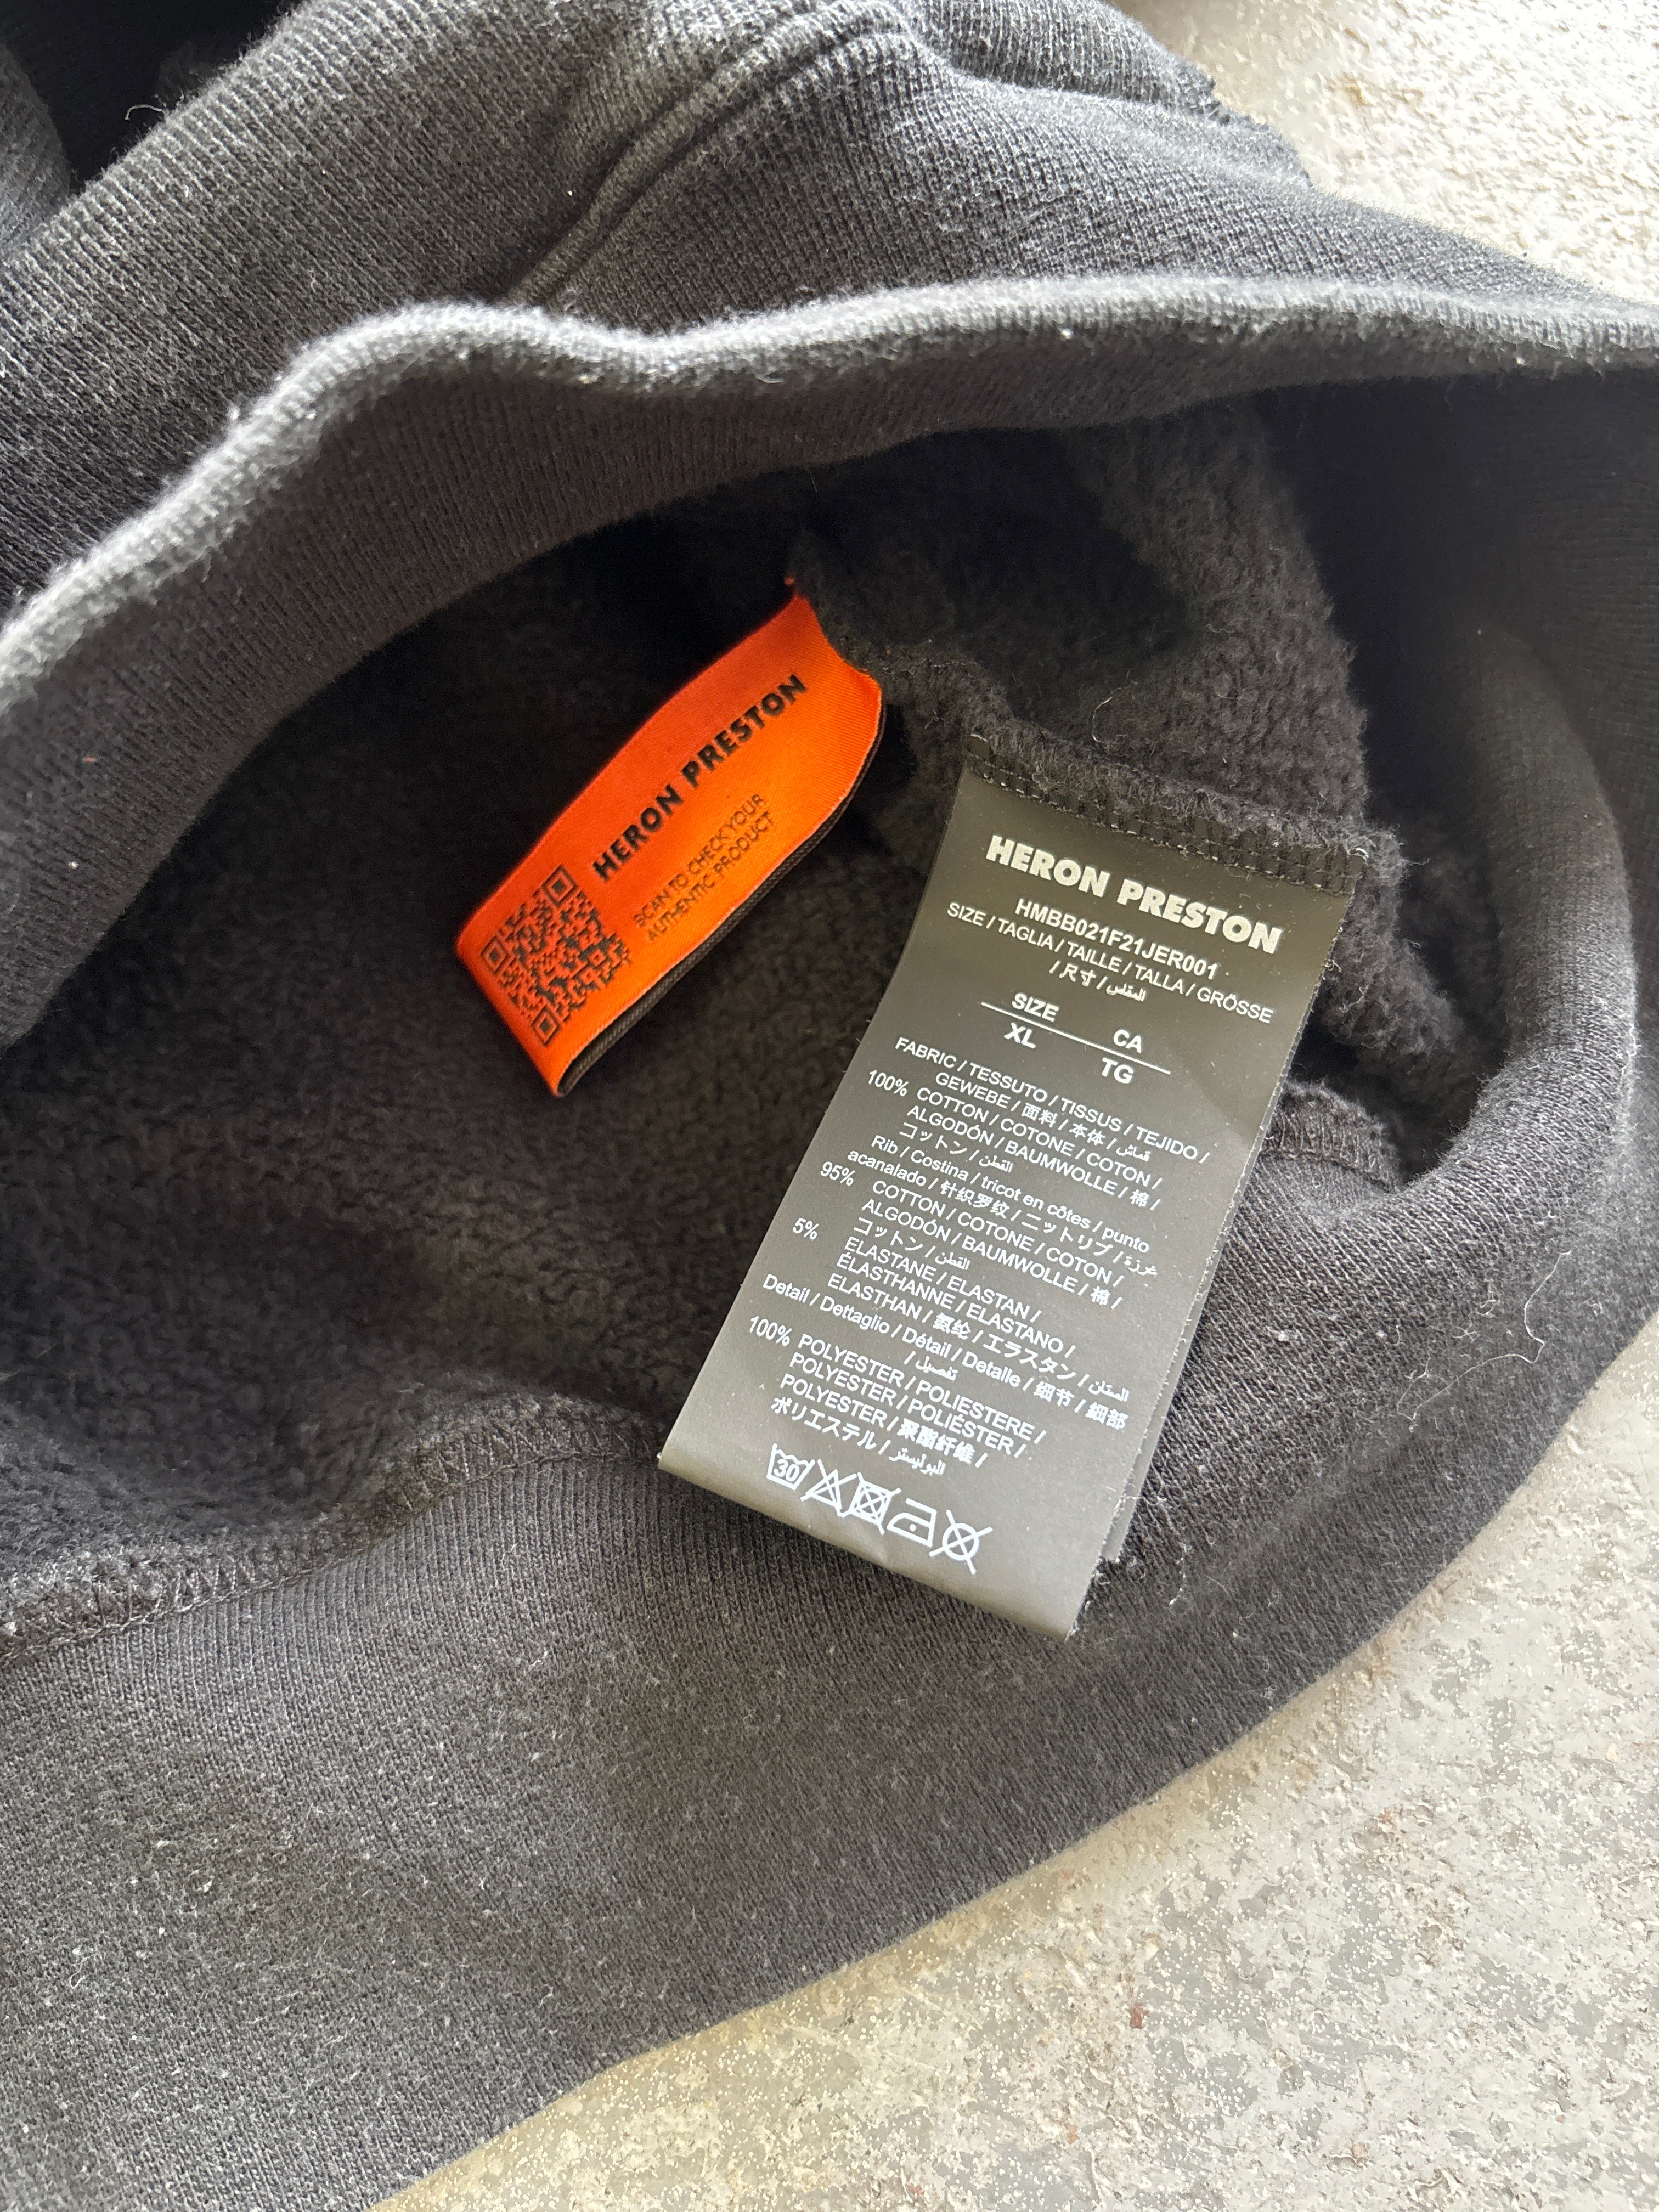 HERON PRESTON
SCAN TO CHECK YOUR
AUTHENTIC PRODUCT
HERON PRESTON
HMBB021F21JER001
SIZE / TAGLIA / TAILLE / TALLA / GRÖSSE
/ 尺寸 / المقاس
SIZE CA
XL TG
FABRIC / TESSUTO / TISSUS / TEJIDO /
GEWEBE / 面料 / 本体 / قماش
100% COTTON / COTONE / COTON /
ALGODÓN / BAUMWOLLE / 棉 /
コットン / القطن
Rib / Costina / tricot en côtes / punto
acanalado / 针织罗纹 / ニットリブ / غرزة
95% COTTON / COTONE / COTON /
ALGODÓN / BAUMWOLLE / 棉 /
コットン / القطن
5% ELASTANE / ELASTAN /
ÉLASTHANNE / ELASTANO /
ELASTHAN / 氨纶 / エラスタン /
Detail / Dettaglio / Détail / Detalle / 细节 / 細部
/ تفصيل
100% POLYESTER / POLIESTERE /
POLYESTER / POLIÉSTER /
POLYESTER / 聚酯纤维 /
ポリエステル / البوليستر
30